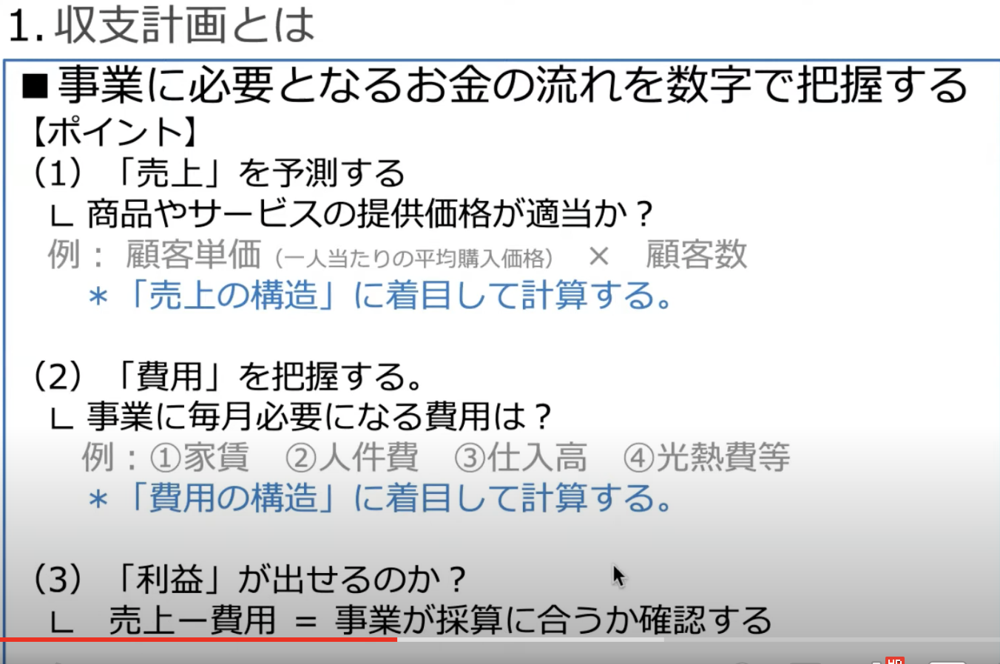 1. 収支計画とは
■事業に必要となるお金の流れを数字で把握する
【ポイント】
（1）「売上」を予測する
∟商品やサービスの提供価格が適当か？
例： 顧客単価（一人当たりの平均購入価格） × 顧客数
＊「売上の構造」に着目して計算する。
（2）「費用」を把握する。
∟事業に毎月必要になる費用は？
例：①家賃 ②人件費 ③仕入高 ④光熱費等
＊「費用の構造」に着目して計算する。
（3）「利益」が出せるのか？
∟ 売上ー費用 ＝ 事業が採算に合うか確認する
HD